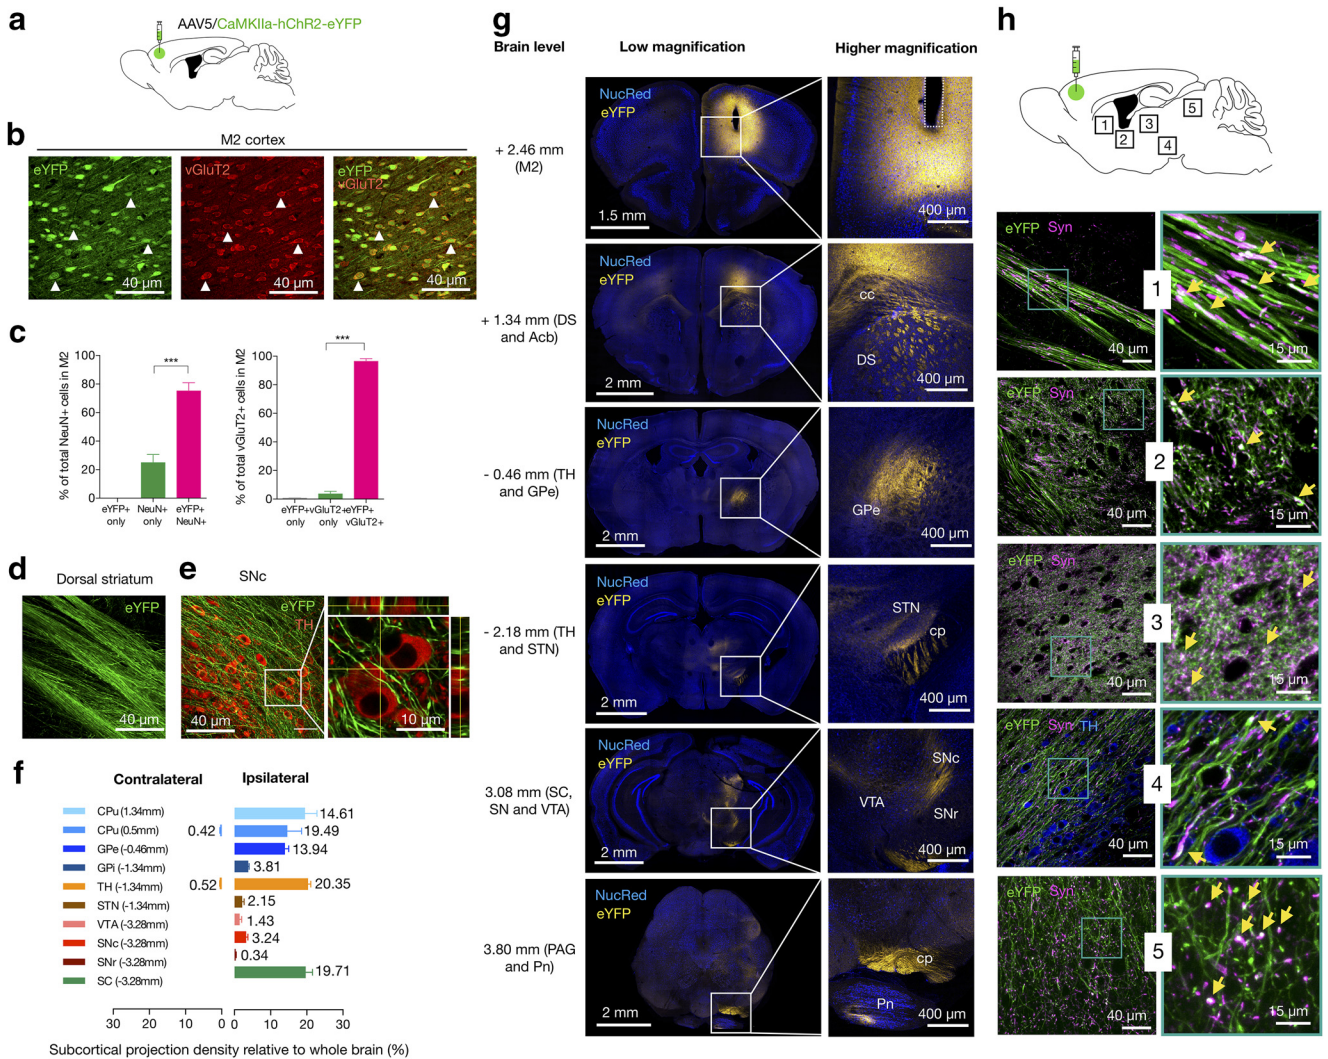 a
AAV5/CaMKIIa-hChR2-eYFP
b
M2 cortex
eYFP
40 µm
vGluT2
40 µm
eYFP
vGluT2
40 µm
c
% of total NeuN+ cells in M2
100
80
60
40
20
0
***
eYFP+
only
NeuN+
only
eYFP+
NeuN+
% of total vGluT2+ cells in M2
100
80
60
40
20
0
***
eYFP+
only
vGluT2+
only
eYFP+
vGluT2+
d
Dorsal striatum
eYFP
40 µm
e
SNc
eYFP
TH
40 µm
10 µm
f
Contralateral
Ipsilateral
CPu (1.34mm)
14.61
CPu (0.5mm)
0.42
19.49
GPe (-0.46mm)
13.94
GPi (-1.34mm)
3.81
TH (-1.34mm)
0.52
20.35
STN (-1.34mm)
2.15
VTA (-3.28mm)
1.43
SNc (-3.28mm)
3.24
SNr (-3.28mm)
0.34
SC (-3.28mm)
19.71
30 20 10 0
0 10 20 30
Subcortical projection density relative to whole brain (%)
g
Brain level
Low magnification
Higher magnification
+ 2.46 mm
(M2)
NucRed
eYFP
1.5 mm
400 µm
+ 1.34 mm (DS
and Acb)
NucRed
eYFP
2 mm
cc
DS
400 µm
- 0.46 mm (TH
and GPe)
NucRed
eYFP
2 mm
GPe
400 µm
- 2.18 mm (TH
and STN)
NucRed
eYFP
2 mm
STN
cp
400 µm
3.08 mm (SC,
SN and VTA)
NucRed
eYFP
2 mm
SNc
VTA
SNr
400 µm
3.80 mm (PAG
and Pn)
NucRed
eYFP
2 mm
cp
Pn
400 µm
h
1
2
3
4
5
eYFP Syn
40 µm
1
15 µm
eYFP Syn
40 µm
2
15 µm
eYFP Syn
40 µm
3
15 µm
eYFP Syn TH
40 µm
4
15 µm
eYFP Syn
40 µm
5
15 µm